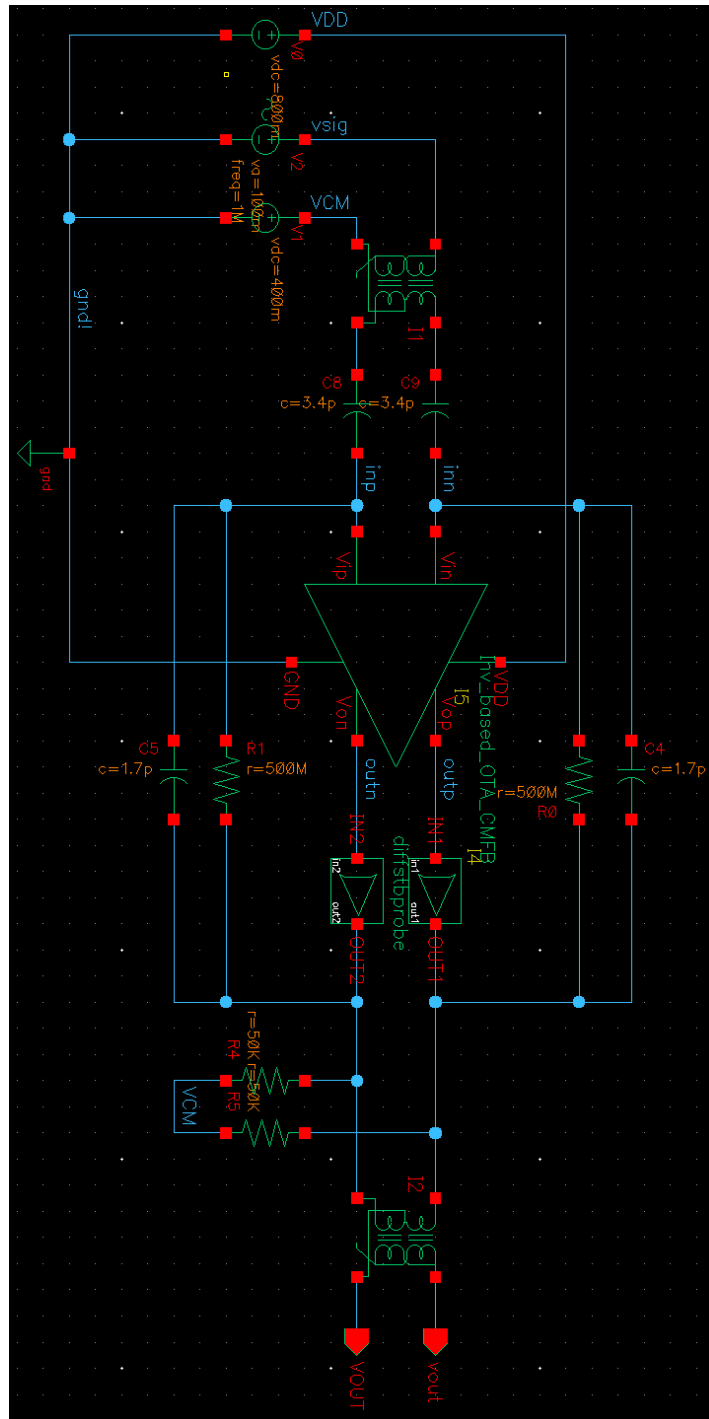 VDD
V0
vdc=800m
vsig
V2
va=100m
freq=1M
VCM
V1
vdc=400m
gnd!
I1
C8
C9
c=3.4p
c=3.4p
gnd
inp
inn
Vip
Vin
GND
VDD
Inv_based_OTA_CMFB
I5
Von
Vop
C5
c=1.7p
R1
r=500M
r=500M
R0
C4
c=1.7p
outn
outp
IN2
IN1
I4
in2
out2
in1
out1
diffstbprobe
OUT2
OUT1
R4
r=50K
R5
r=50K
VCM
I2
VOUT
vout